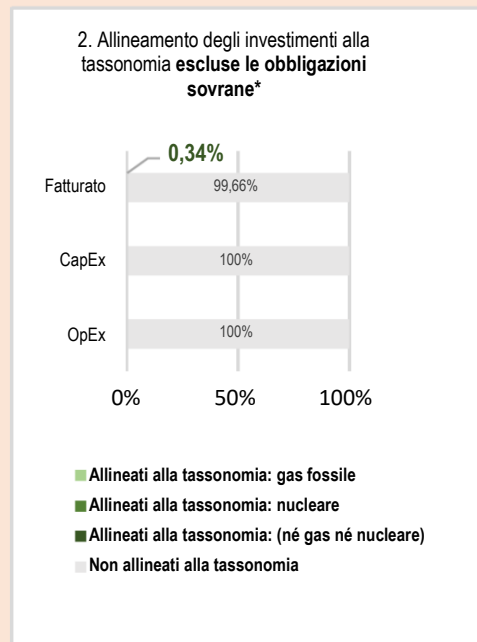 2. Allineamento degli investimenti alla
tassonomia escluse le obbligazioni
sovrane*
0,34%
Fatturato 99,66%
CapEx 100%
OpEx 100%
0% 50% 100%
Allineati alla tassonomia: gas fossile
Allineati alla tassonomia: nucleare
Allineati alla tassonomia: (né gas né nucleare)
Non allineati alla tassonomia